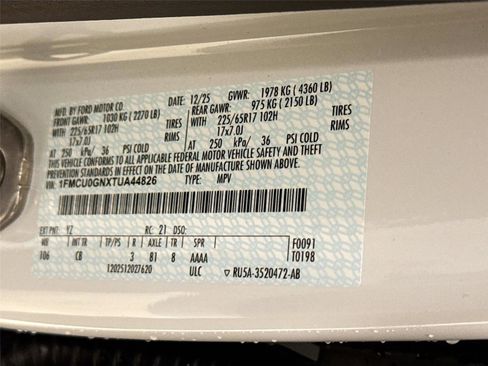 MFD. BY FORD MOTOR CO.
DATE: 12/25 GVWR: 1978 KG (4360 LB)
FRONT GAWR: 1030 KG (2270 LB) REAR GAWR: 975 KG (2150 LB)
WITH TIRES WITH TIRES
225/65R17 102H RIMS 225/65R17 102H RIMS
17x7.0J 17x7.0J
AT 250 kPa/ 36 PSI COLD AT 250 kPa/ 36 PSI COLD
THIS VEHICLE CONFORMS TO ALL APPLICABLE FEDERAL MOTOR VEHICLE SAFETY AND THEFT
PREVENTION STANDARDS IN EFFECT ON THE DATE OF MANUFACTURE SHOWN ABOVE.
VIN: 1FMCU0GNXTUA44826 TYPE: MPV
EXT PNT: YZ RC: 21 DSO:
WB INT TR TP/PS R AXLE TR SPR F0091
106 CB 3 81 8 AAAA T0198
1202512027620 ULC RU5A-3520472-AB